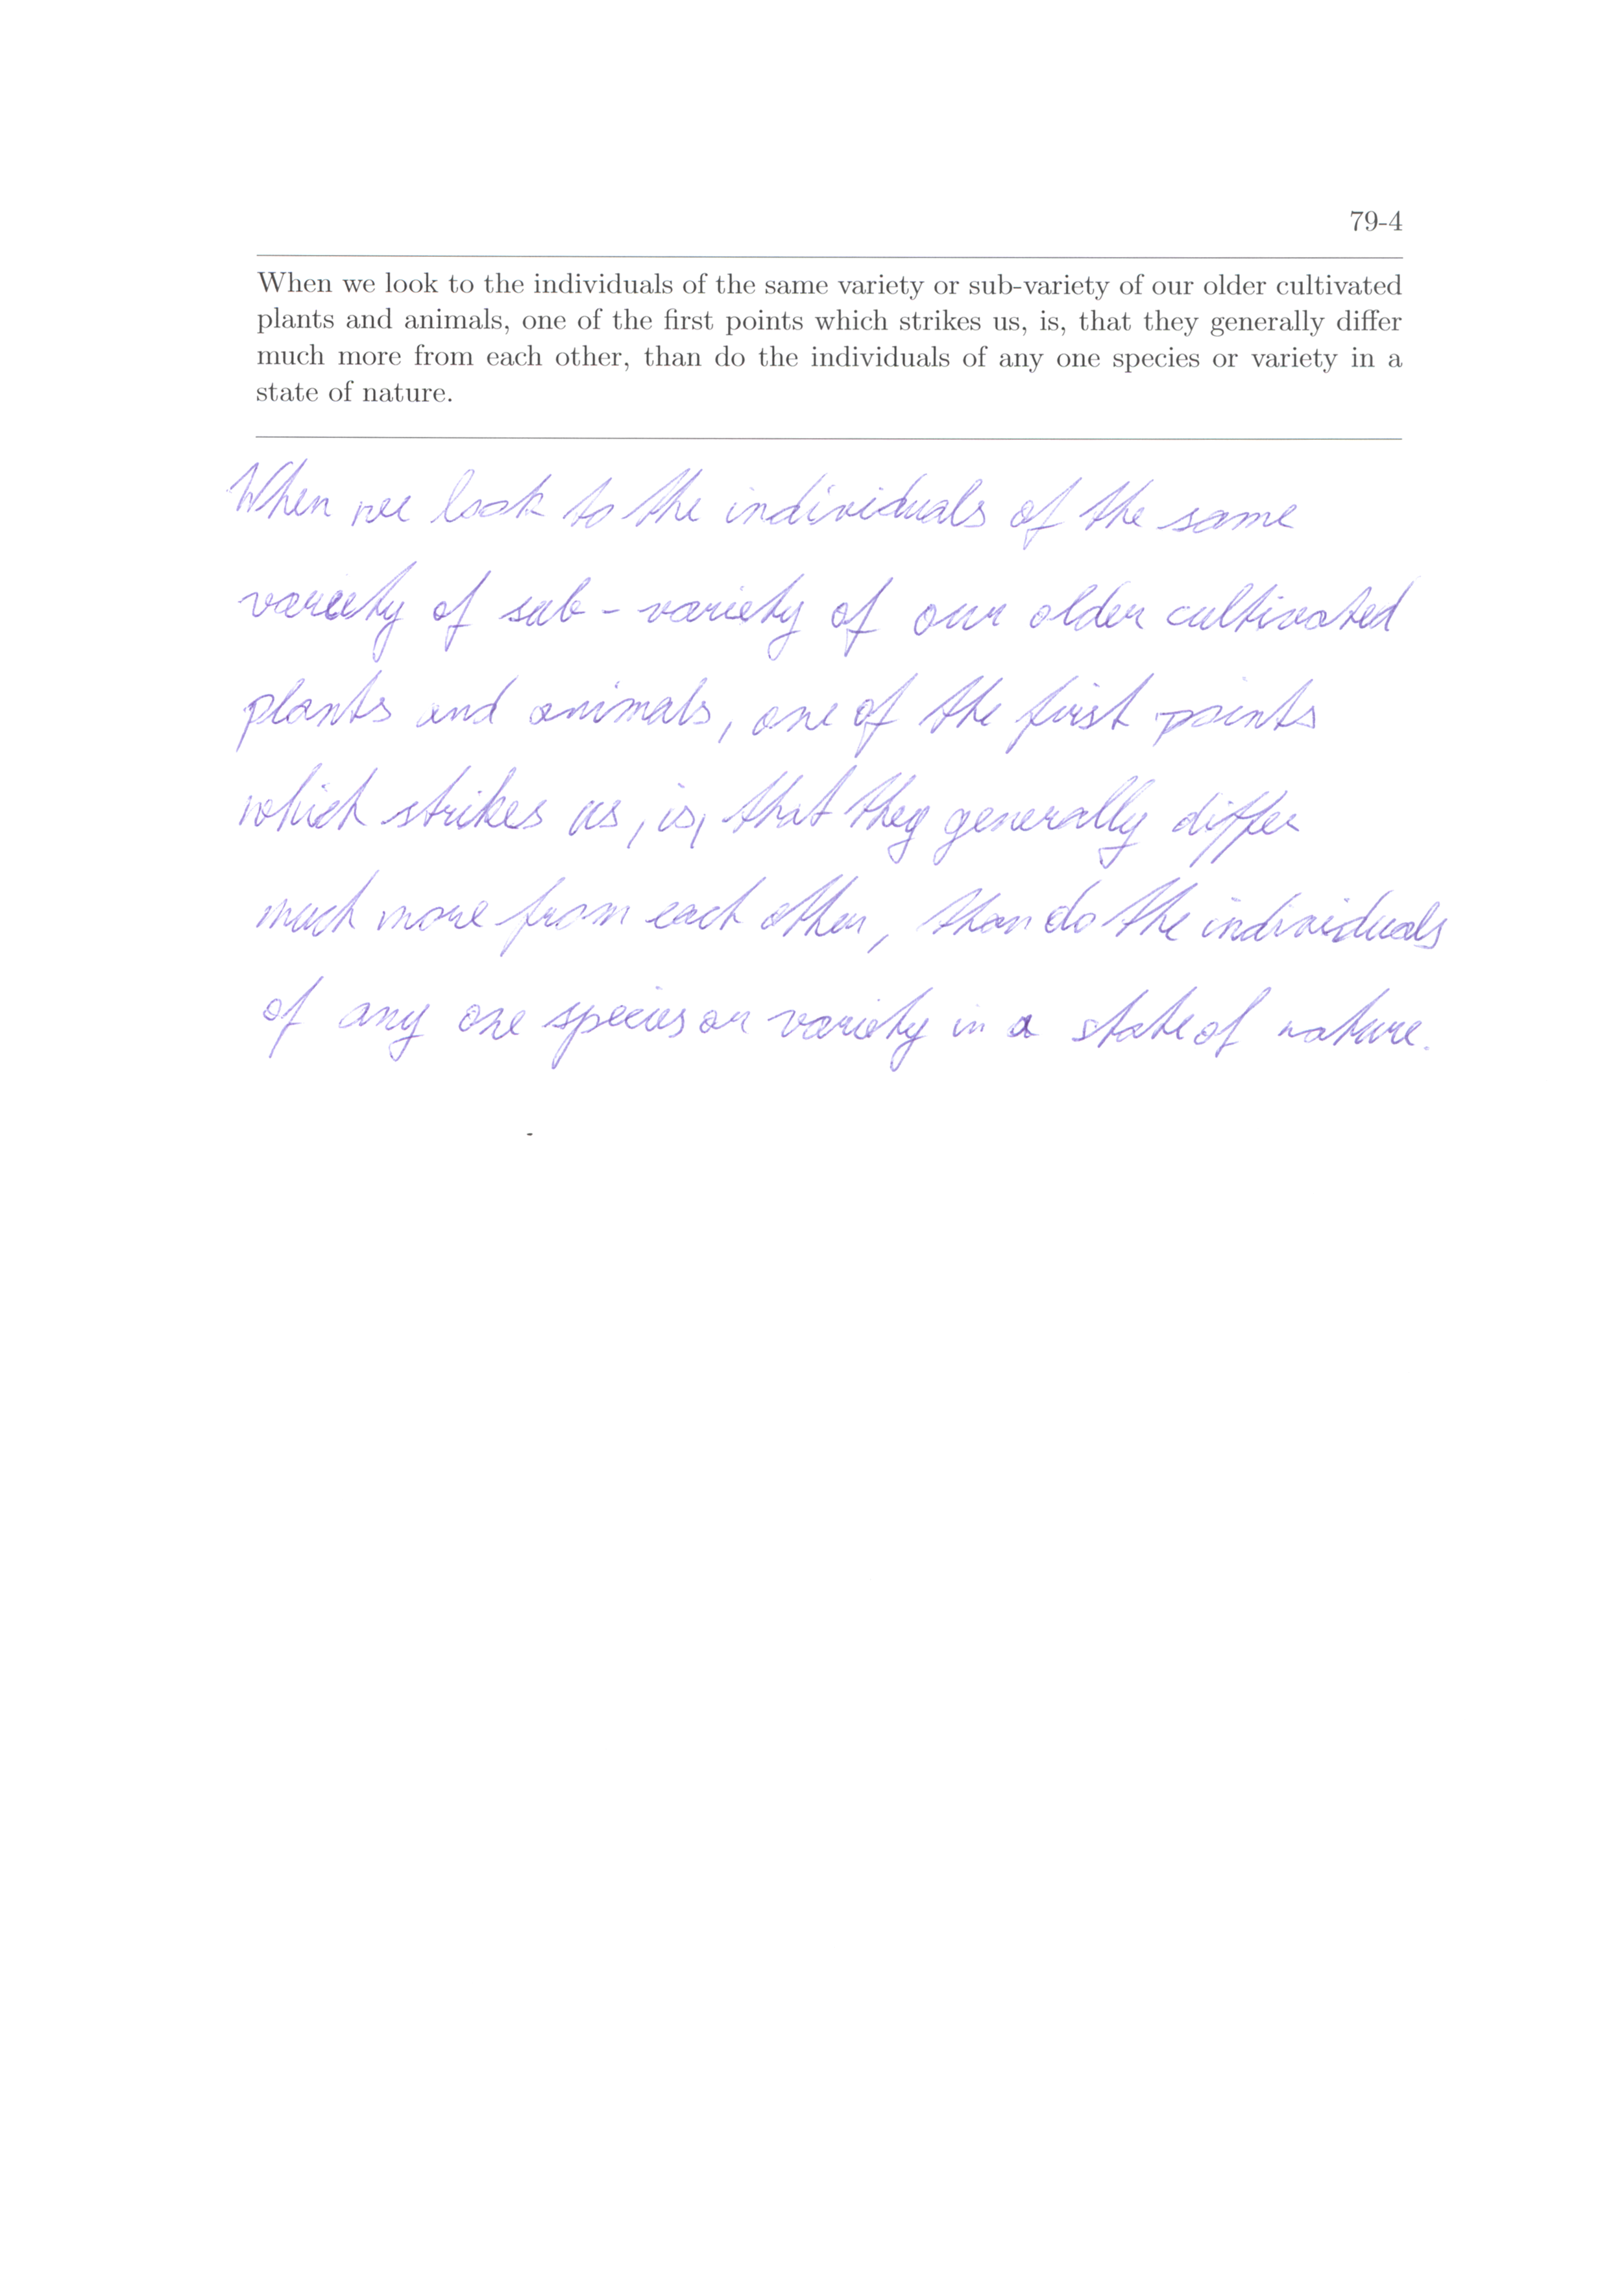 79-4
When we look to the individuals of the same variety or sub-variety of our older cultivated
plants and animals, one of the first points which strikes us, is, that they generally differ
much more from each other, than do the individuals of any one species or variety in a
state of nature.
When we look to the individuals of the same
variety of sub-variety of our older cultivated
plants and animals, one of the first points
which strikes us, is, that they generally differ
much more from each other, than do the individuals
of any one species or variety in a state of nature.